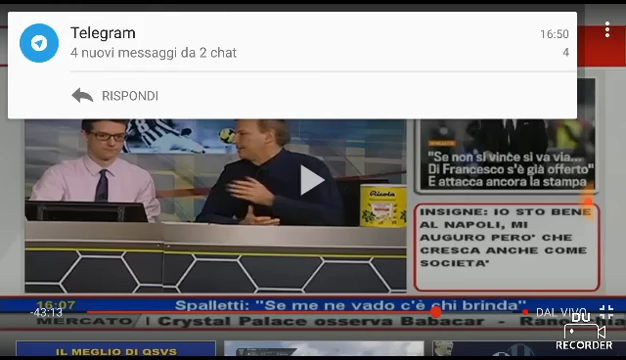 Telegram
16:50
4 nuovi messaggi da 2 chat
4
RISPONDI
"Se non si vince si va via...
Di Francesco s'è già offerto"
E attacca ancora la stampa
Ricola
INSIGNE: IO STO BENE
AL NAPOLI, MI
AUGURO PERO' CHE
CRESCA ANCHE COME
SOCIETA'
16:07
Spalletti: "Se me ne vado c'è chi brinda"
-43:13
DAL VIVO
MERCATO/ Crystal Palace osserva Babacar -
DU
RECORDER
IL MEGLIO DI QSVS